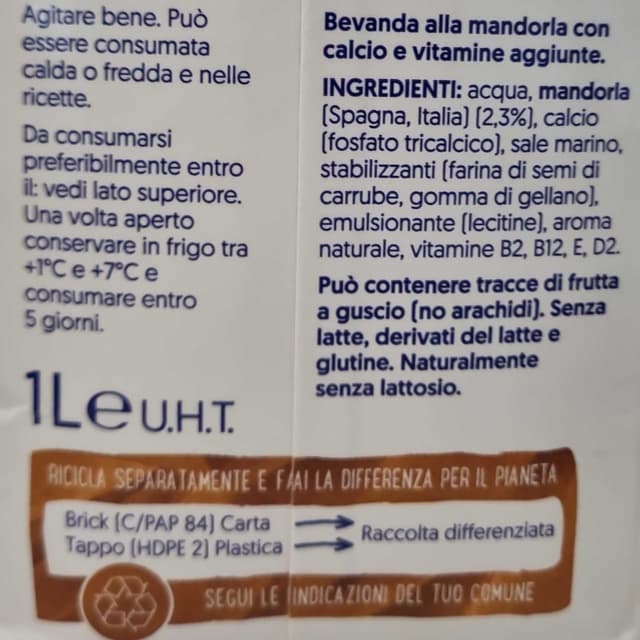 Agitare bene. Può
essere consumata
calda o fredda e nelle
ricette.
Da consumarsi
preferibilmente entro
il: vedi lato superiore.
Una volta aperto
conservare in frigo tra
+1°C e +7°C e
consumare entro
5 giorni.
1L e U.H.T.
Bevanda alla mandorla con
calcio e vitamine aggiunte.
INGREDIENTI: acqua, mandorla
(Spagna, Italia) (2,3%), calcio
(fosfato tricalcico), sale marino,
stabilizzanti (farina di semi di
carrube, gomma di gellano),
emulsionante (lecitine), aroma
naturale, vitamine B2, B12, E, D2.
Può contenere tracce di frutta
a guscio (no arachidi). Senza
latte, derivati del latte e
glutine. Naturalmente
senza lattosio.
RICICLA SEPARATAMENTE E FAI LA DIFFERENZA PER IL PIANETA
Brick (C/PAP 84) Carta
Tappo (HDPE 2) Plastica
Raccolta differenziata
SEGUI LE INDICAZIONI DEL TUO COMUNE